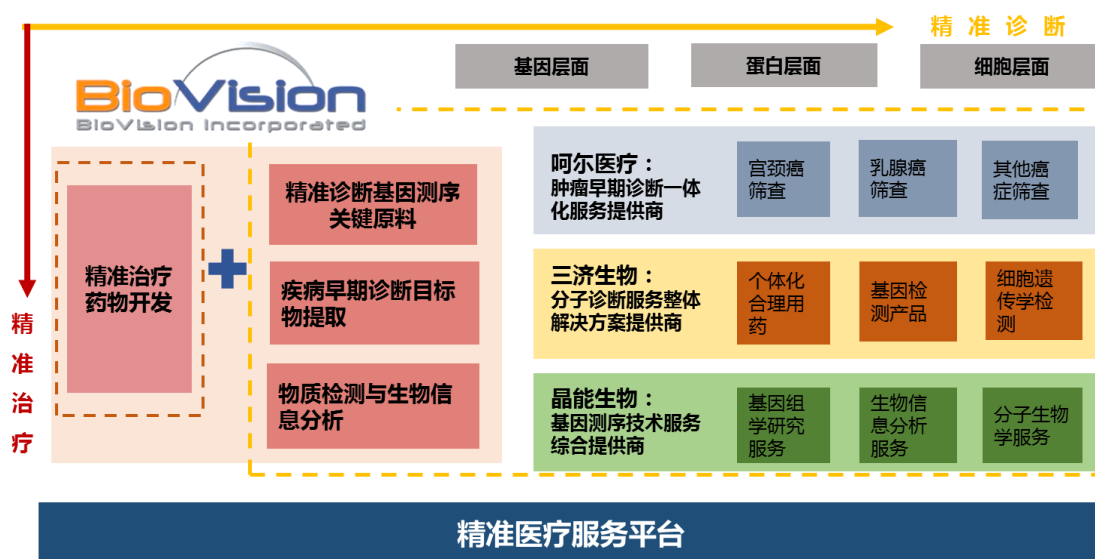 精准诊断
基因层面
蛋白层面
细胞层面
BioVision
BioVision Incorporated
精准治疗
精准治疗
药物开发
精准诊断基因测序
关键原料
疾病早期诊断目标
物提取
物质检测与生物信
息分析
呵尔医疗：
肿瘤早期诊断一体
化服务提供商
宫颈癌
筛查
乳腺癌
筛查
其他癌
症筛查
三济生物：
分子诊断服务整体
解决方案提供商
个体化
合理用
药
基因检
测产品
细胞遗
传学检
测
晶能生物：
基因测序技术服务
综合提供商
基因组
学研究
服务
生物信
息分析
服务
分子生物
学服务
精准医疗服务平台